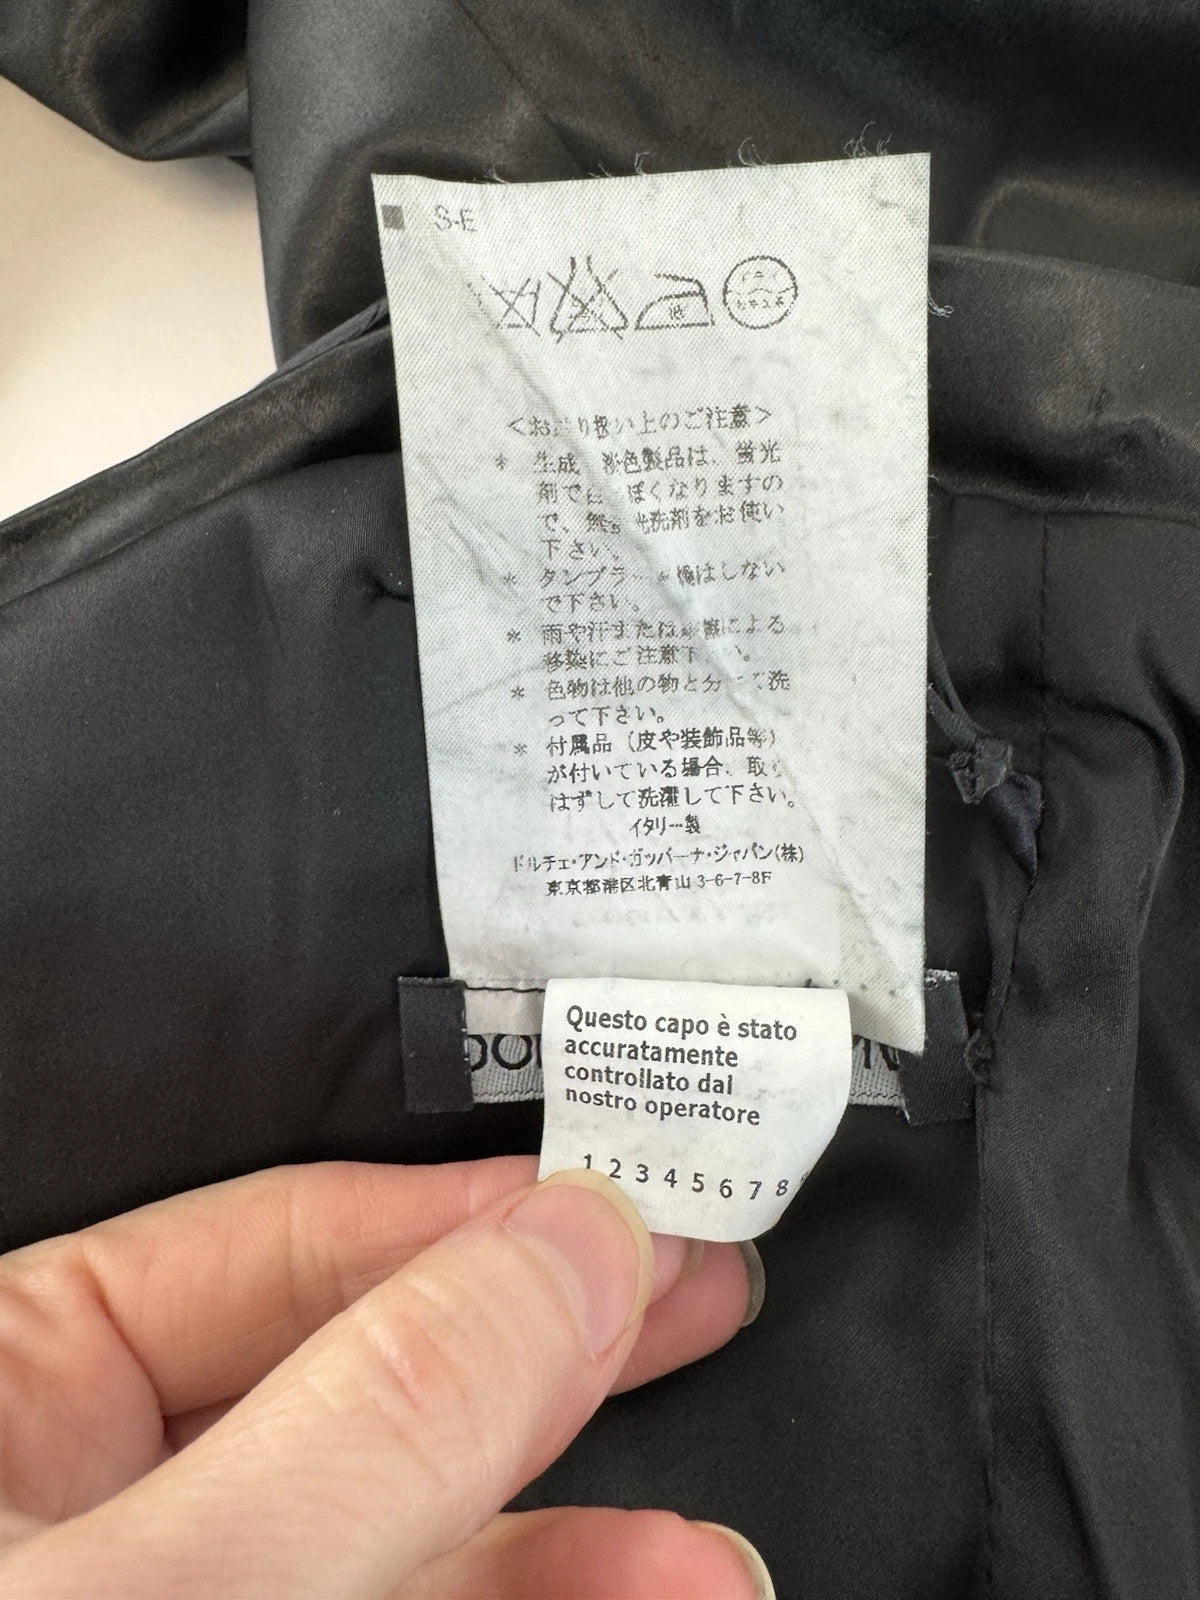 S-E
低
ドライ
セキユ系
<お取り扱い上のご注意>
* 生成 淡色製品は、蛍光
剤で白 ぽくなりますの
で、無 光洗剤をお使い
下さい。
* タンブラー 燥はしない
で下さい。
* 雨や汗または摩擦による
移染にご注意下さい。
* 色物は他の物と分 て洗
って下さい。
* 付属品(皮や装飾品等)
が付いている場合、取り
はずして洗濯して下さい。
イタリー製
ドルチェ・アンド・ガッバーナ・ジャパン(株)
東京都港区北青山 3-6-7-8F
Questo capo è stato
accuratamente
controllato dal
nostro operatore
1 2 3 4 5 6 7 8